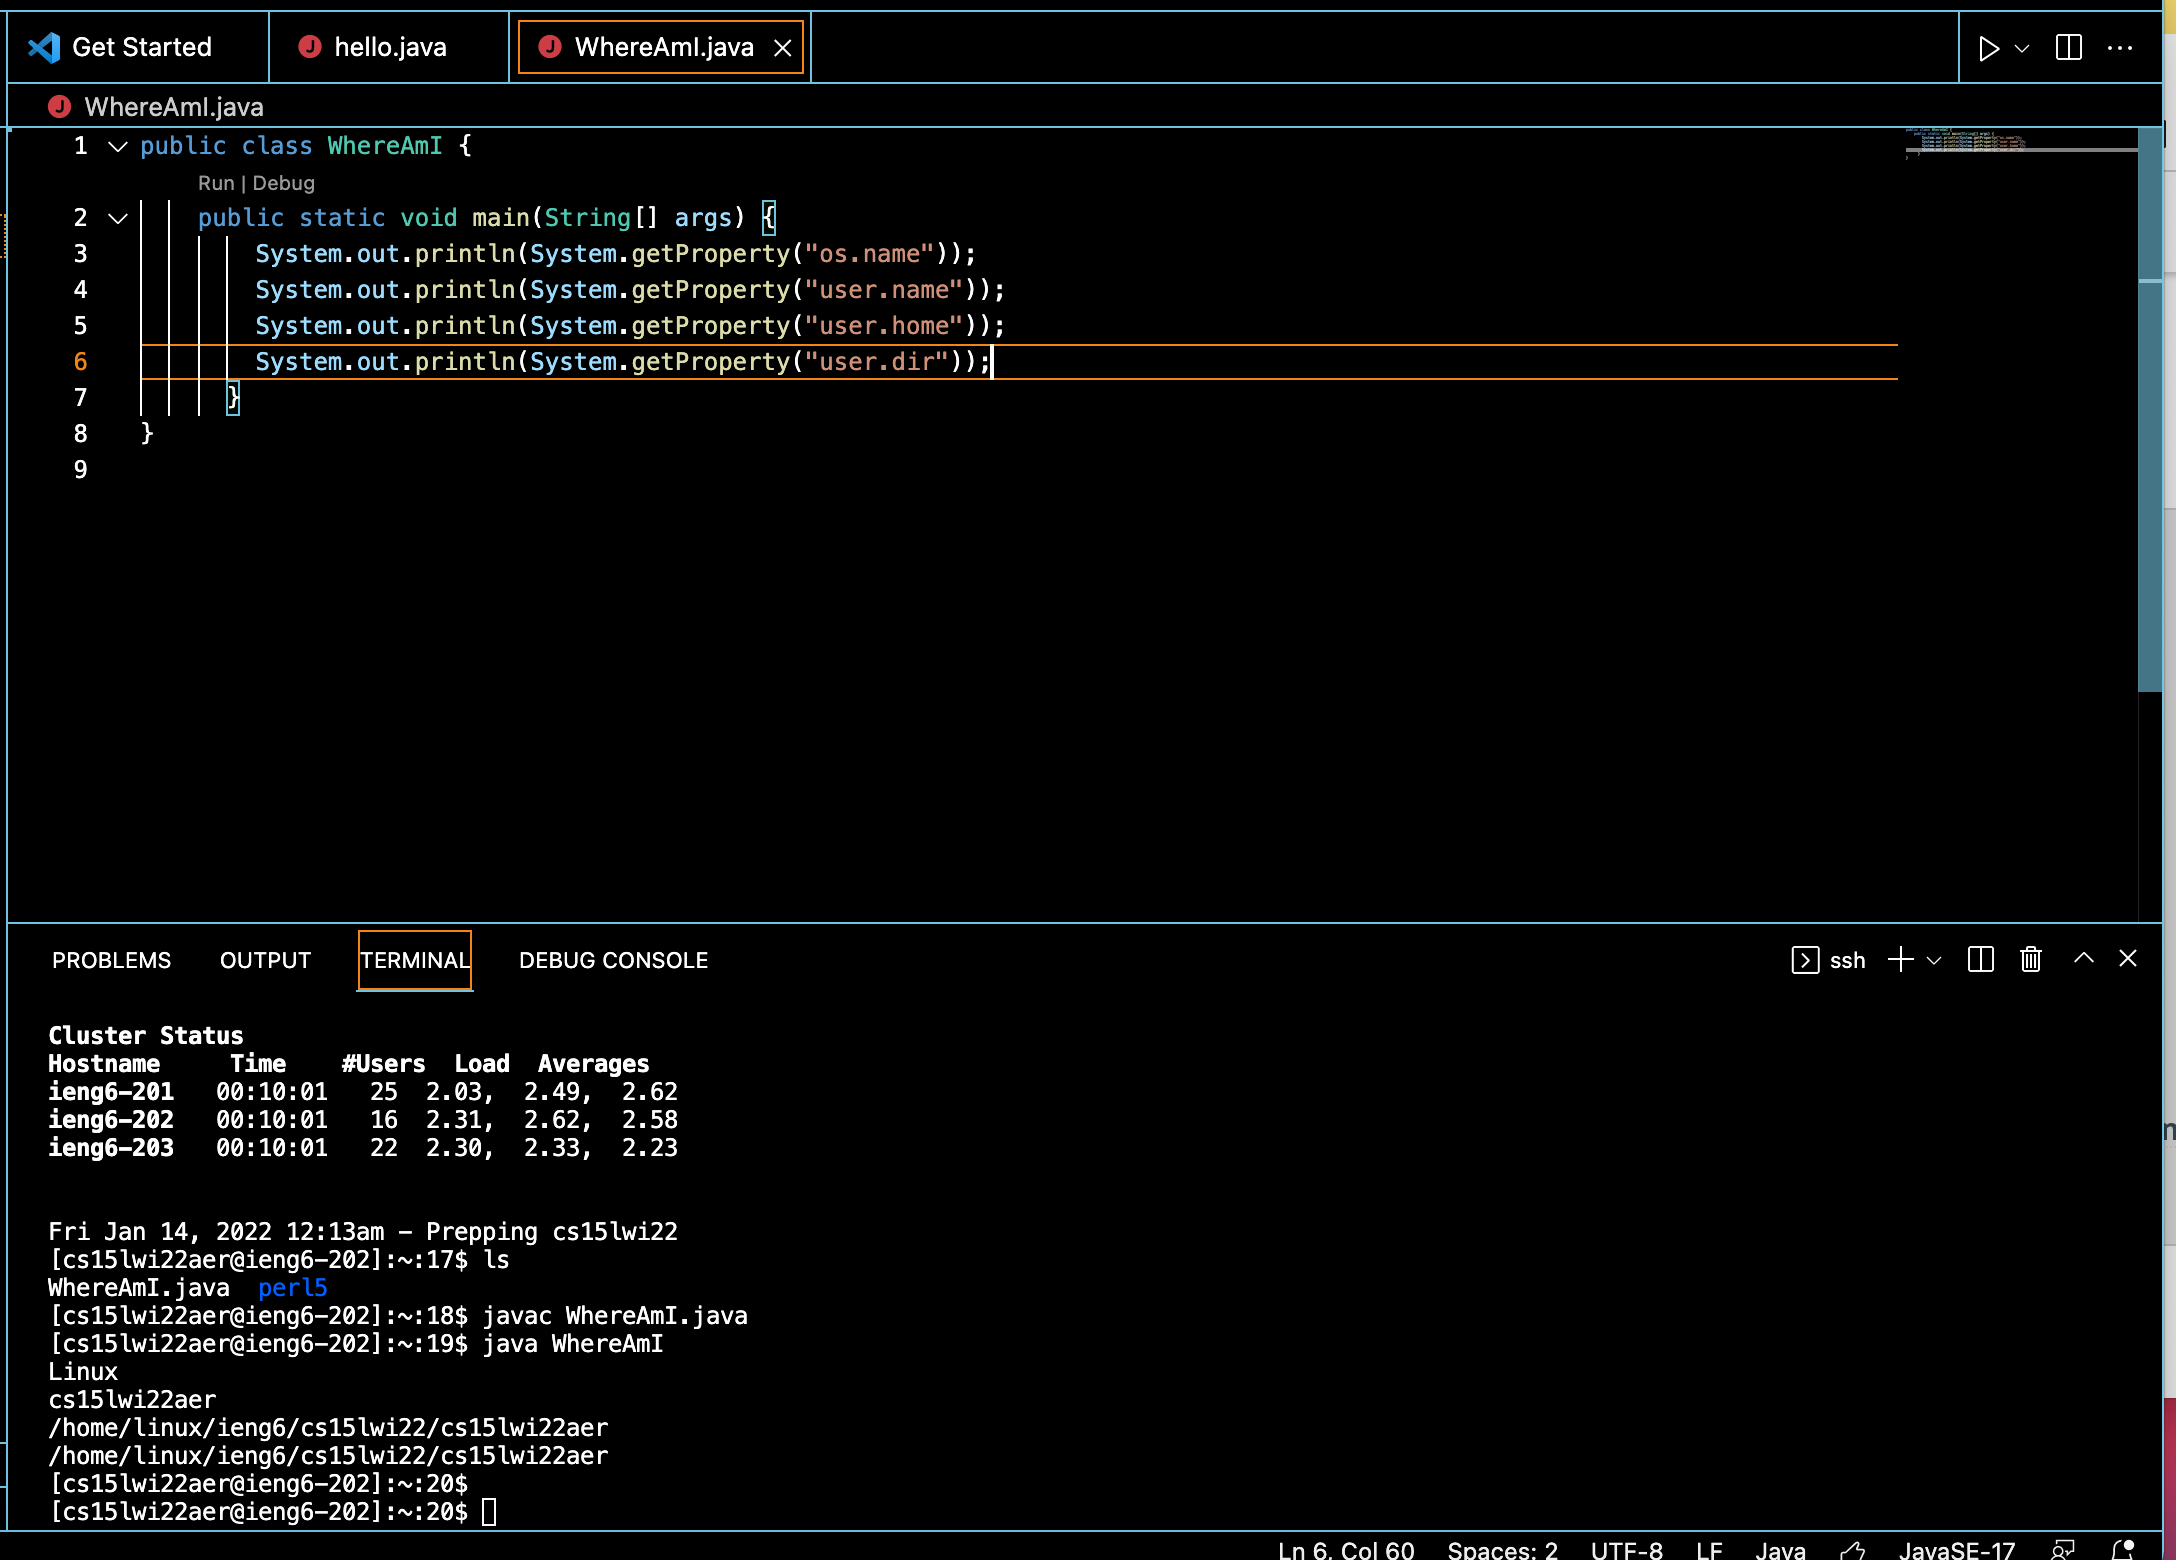 Get Started hello.java WhereAmI.java
WhereAmI.java
1 public class WhereAmI {
Run | Debug
2 public static void main(String[] args) {
3 System.out.println(System.getProperty("os.name"));
4 System.out.println(System.getProperty("user.name"));
5 System.out.println(System.getProperty("user.home"));
6 System.out.println(System.getProperty("user.dir"));
7 }
8 }
9
PROBLEMS OUTPUT TERMINAL DEBUG CONSOLE ssh
Cluster Status
Hostname Time #Users Load Averages
ieng6-201 00:10:01 25 2.03, 2.49, 2.62
ieng6-202 00:10:01 16 2.31, 2.62, 2.58
ieng6-203 00:10:01 22 2.30, 2.33, 2.23
Fri Jan 14, 2022 12:13am - Prepping cs15lwi22
[cs15lwi22aer@ieng6-202]:~:17$ ls
WhereAmI.java perl5
[cs15lwi22aer@ieng6-202]:~:18$ javac WhereAmI.java
[cs15lwi22aer@ieng6-202]:~:19$ java WhereAmI
Linux
cs15lwi22aer
/home/linux/ieng6/cs15lwi22/cs15lwi22aer
/home/linux/ieng6/cs15lwi22/cs15lwi22aer
[cs15lwi22aer@ieng6-202]:~:20$
[cs15lwi22aer@ieng6-202]:~:20$
Ln 6, Col 60 Spaces: 2 UTF-8 LF Java JavaSE-17